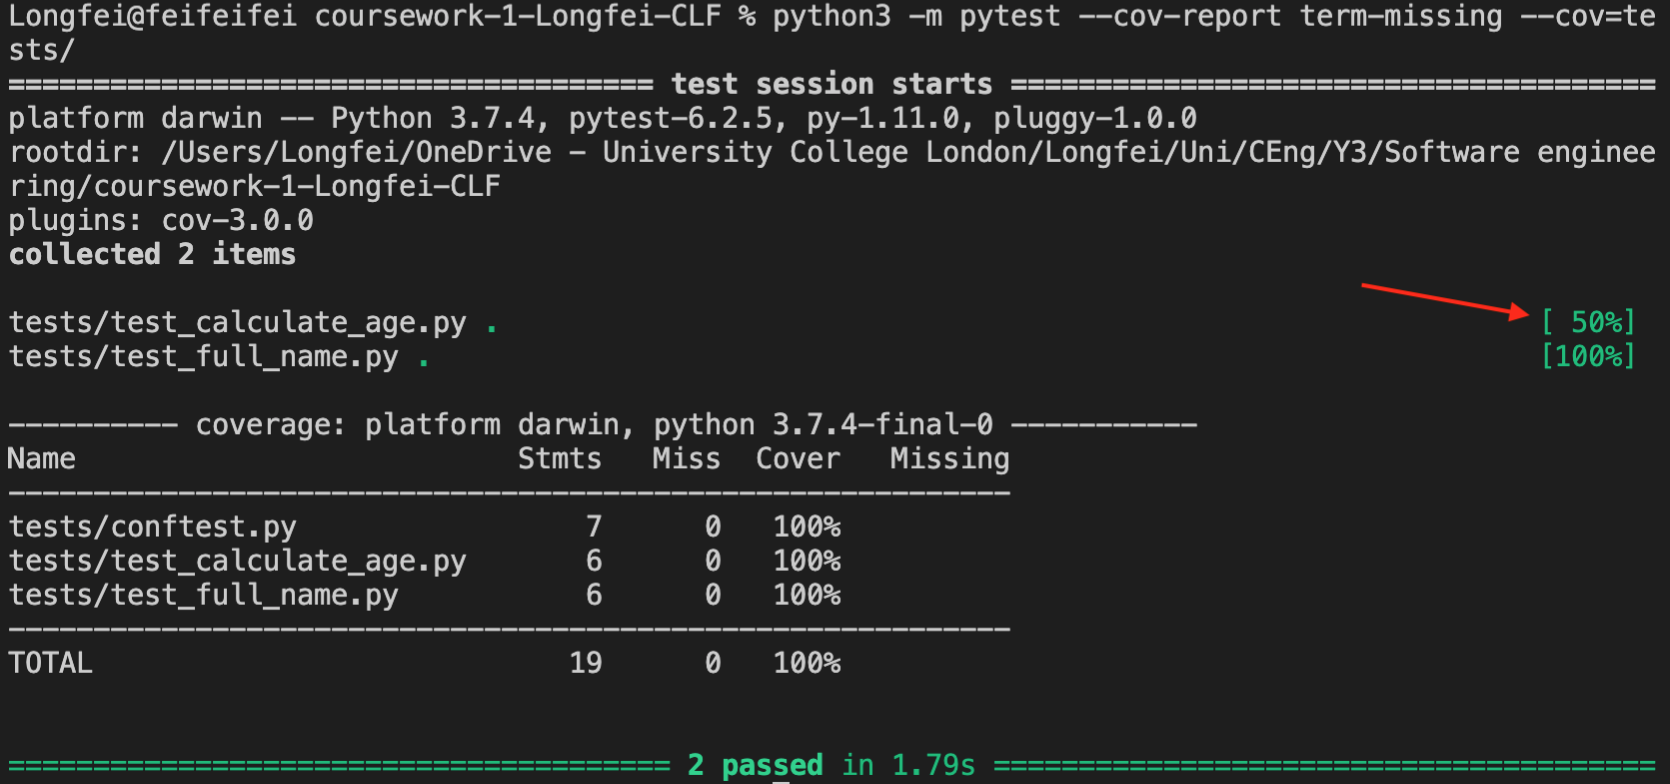 Longfei@feifeifei coursework-1-Longfei-CLF % python3 -m pytest --cov-report term-missing --cov=te
sts/
====================================== test session starts ======================================
platform darwin -- Python 3.7.4, pytest-6.2.5, py-1.11.0, pluggy-1.0.0
rootdir: /Users/Longfei/OneDrive - University College London/Longfei/Uni/CEng/Y3/Software enginee
ring/coursework-1-Longfei-CLF
plugins: cov-3.0.0
collected 2 items
tests/test_calculate_age.py . [ 50%]
tests/test_full_name.py . [100%]
---------- coverage: platform darwin, python 3.7.4-final-0 -----------
Name Stmts Miss Cover Missing
-----------------------------------------------------------
tests/conftest.py 7 0 100%
tests/test_calculate_age.py 6 0 100%
tests/test_full_name.py 6 0 100%
-----------------------------------------------------------
TOTAL 19 0 100%
======================================= 2 passed in 1.79s =======================================